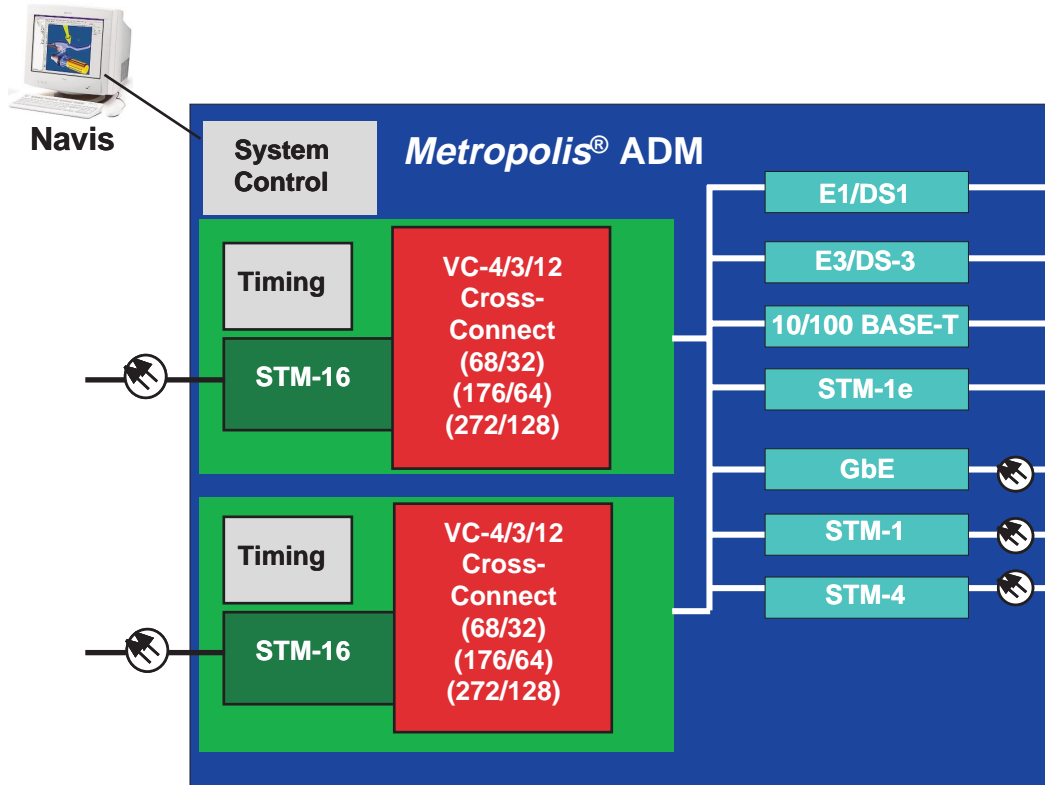 Navis
System
Control
Metropolis® ADM
Timing
STM-16
VC-4/3/12
Cross-
Connect
(68/32)
(176/64)
(272/128)
Timing
STM-16
VC-4/3/12
Cross-
Connect
(68/32)
(176/64)
(272/128)
E1/DS1
E3/DS-3
10/100 BASE-T
STM-1e
GbE
STM-1
STM-4